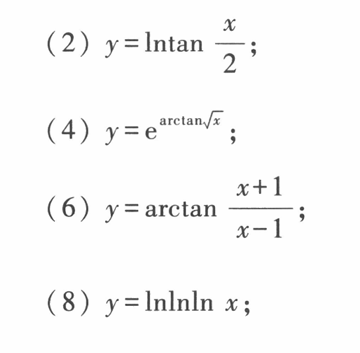 (2) y=lntan x/2;
(4) y=e^arctan√x;
(6) y=arctan x+1/x−1;
(8) y=lnlnln x;